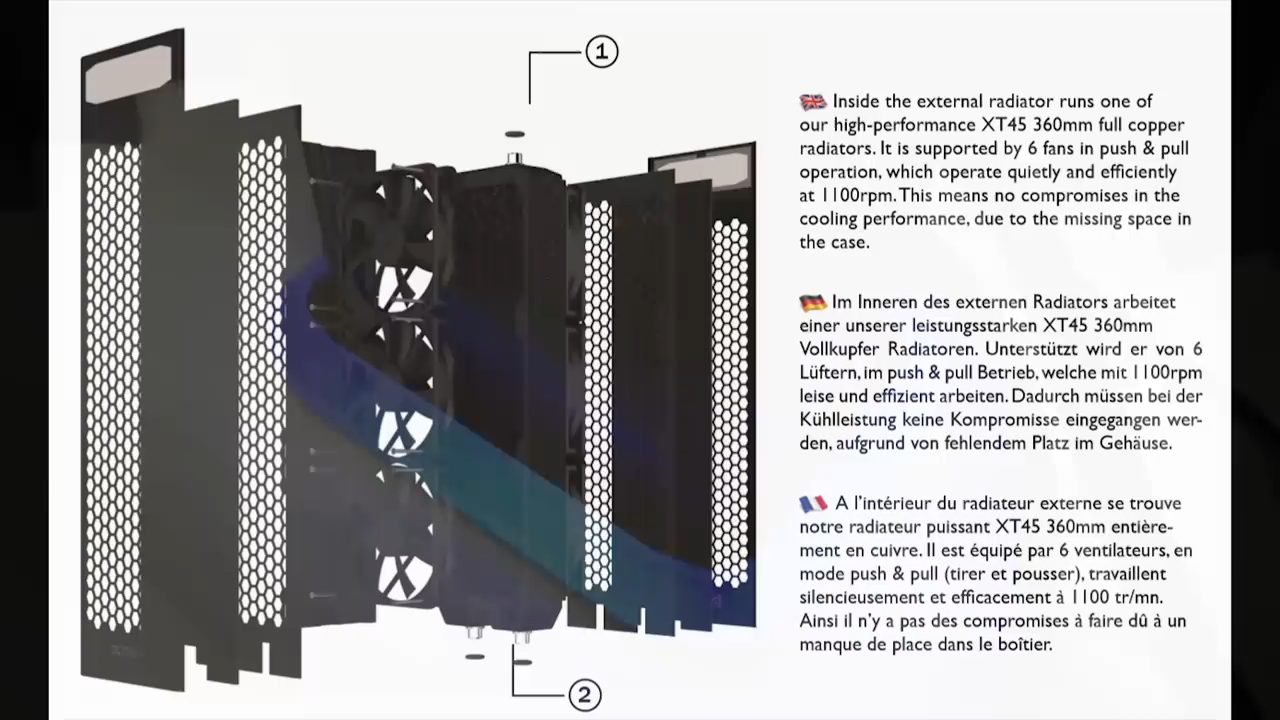 1
Inside the external radiator runs one of
our high-performance XT45 360mm full copper
radiators. It is supported by 6 fans in push & pull
operation, which operate quietly and efficiently
at 1100rpm. This means no compromises in the
cooling performance, due to the missing space in
the case.
Im Inneren des externen Radiators arbeitet
einer unserer leistungsstarken XT45 360mm
Vollkupfer Radiatoren. Unterstützt wird er von 6
Lüftern, im push & pull Betrieb, welche mit 1100rpm
leise und effizient arbeiten. Dadurch müssen bei der
Kühlleistung keine Kompromisse eingegangen wer-
den, aufgrund von fehlendem Platz im Gehäuse.
A l'intérieur du radiateur externe se trouve
notre radiateur puissant XT45 360mm entière-
ment en cuivre. Il est équipé par 6 ventilateurs, en
mode push & pull (tirer et pousser), travaillent
silencieusement et efficacement à 1100 tr/mn.
Ainsi il n'y a pas des compromises à faire dû à un
manque de place dans le boîtier.
2